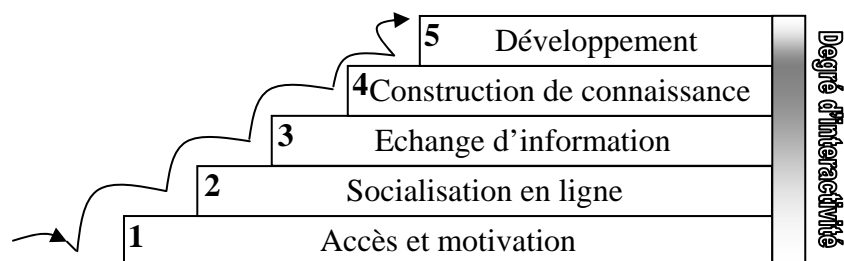 5 Développement
4 Construction de connaissance
3 Echange d’information
2 Socialisation en ligne
1 Accès et motivation
Degré d’interactivité